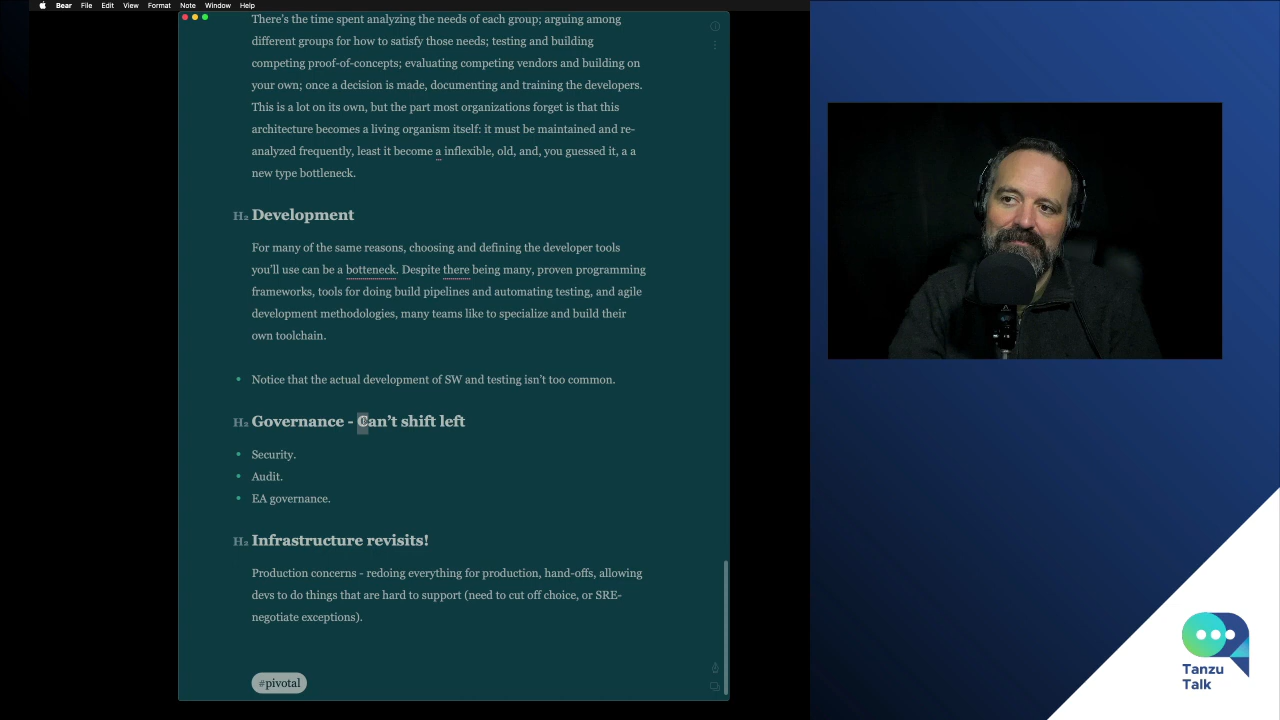 Bear File Edit View Format Note Window Help
There's the time spent analyzing the needs of each group; arguing among
different groups for how to satisfy those needs; testing and building
competing proof-of-concepts; evaluating competing vendors and building on
your own; once a decision is made, documenting and training the developers.
This is a lot on its own, but the part most organizations forget is that this
architecture becomes a living organism itself: it must be maintained and re-
analyzed frequently, least it become a inflexible, old, and, you guessed it, a a
new type bottleneck.
H2 Development
For many of the same reasons, choosing and defining the developer tools
you'll use can be a botteneck. Despite there being many, proven programming
frameworks, tools for doing build pipelines and automating testing, and agile
development methodologies, many teams like to specialize and build their
own toolchain.
• Notice that the actual development of SW and testing isn't too common.
H2 Governance - Can't shift left
• Security.
• Audit.
• EA governance.
H2 Infrastructure revisits!
Production concerns - redoing everything for production, hand-offs, allowing
devs to do things that are hard to support (need to cut off choice, or SRE-
negotiate exceptions).
#pivotal
Tanzu
Talk